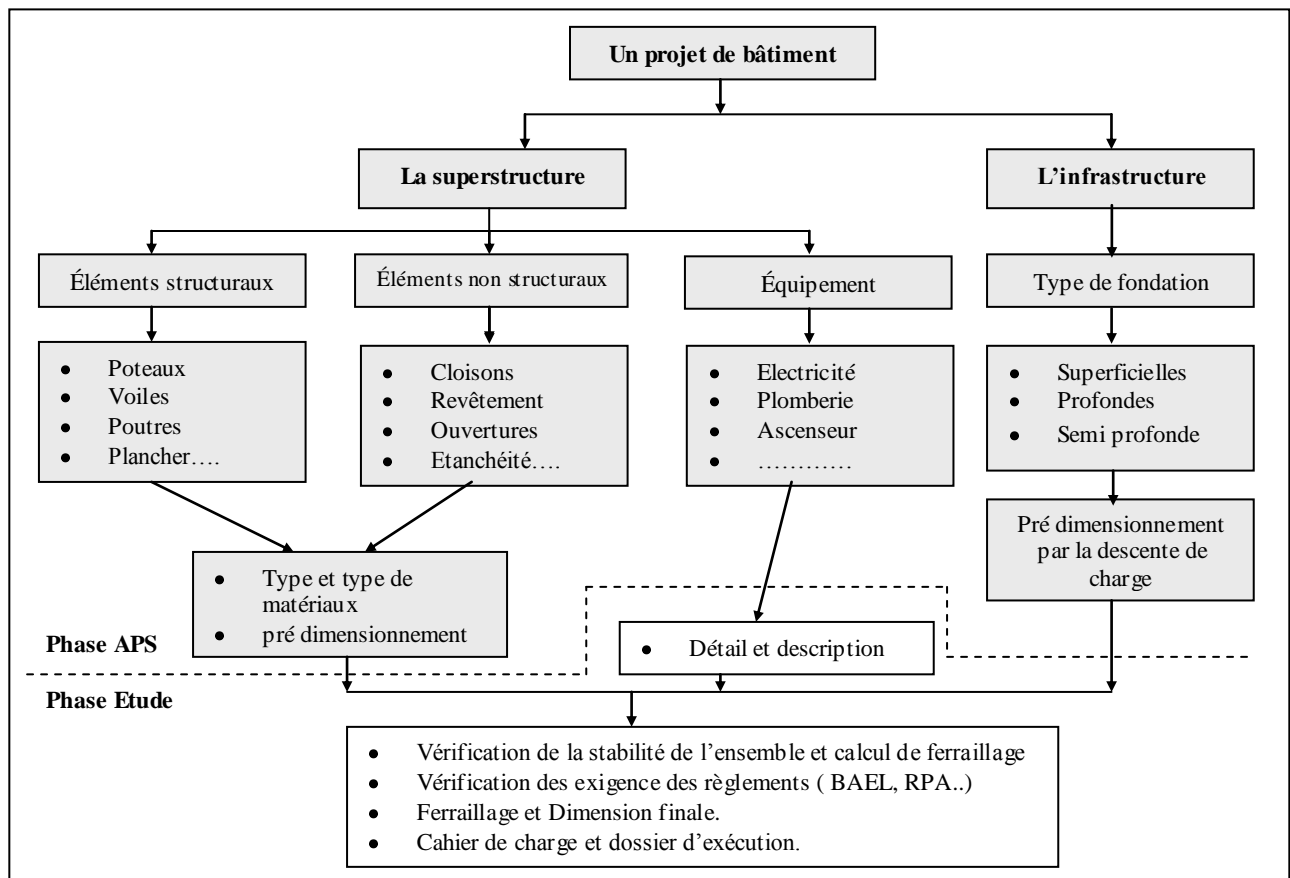 Un projet de bâtiment
La superstructure
L'infrastructure
Éléments structuraux
Éléments non structuraux
Équipement
Type de fondation
• Poteaux
• Voiles
• Poutres
• Plancher….
• Cloisons
• Revêtement
• Ouvertures
• Etanchéité….
• Electricité
• Plomberie
• Ascenseur
• …………
• Superficielles
• Profondes
• Semi profonde
Pré dimensionnement
par la descente de
charge
• Type et type de
matériaux
• pré dimensionnement
Phase APS
• Détail et description
Phase Etude
• Vérification de la stabilité de l'ensemble et calcul de ferraillage
• Vérification des exigence des règlements ( BAEL, RPA..)
• Ferraillage et Dimension finale.
• Cahier de charge et dossier d'exécution.